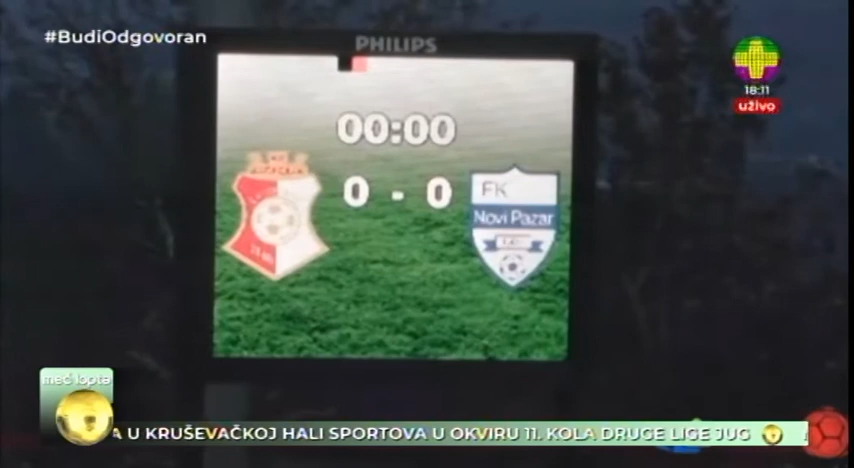 #BudiOdgovoran
PHILIPS
18:11
uživo
00:00
0 - 0
FK
Novi Pazar
meč lopta
A U KRUŠEVAČKOJ HALI SPORTOVA U OKVIRU 11. KOLA DRUGE LIGE JUG